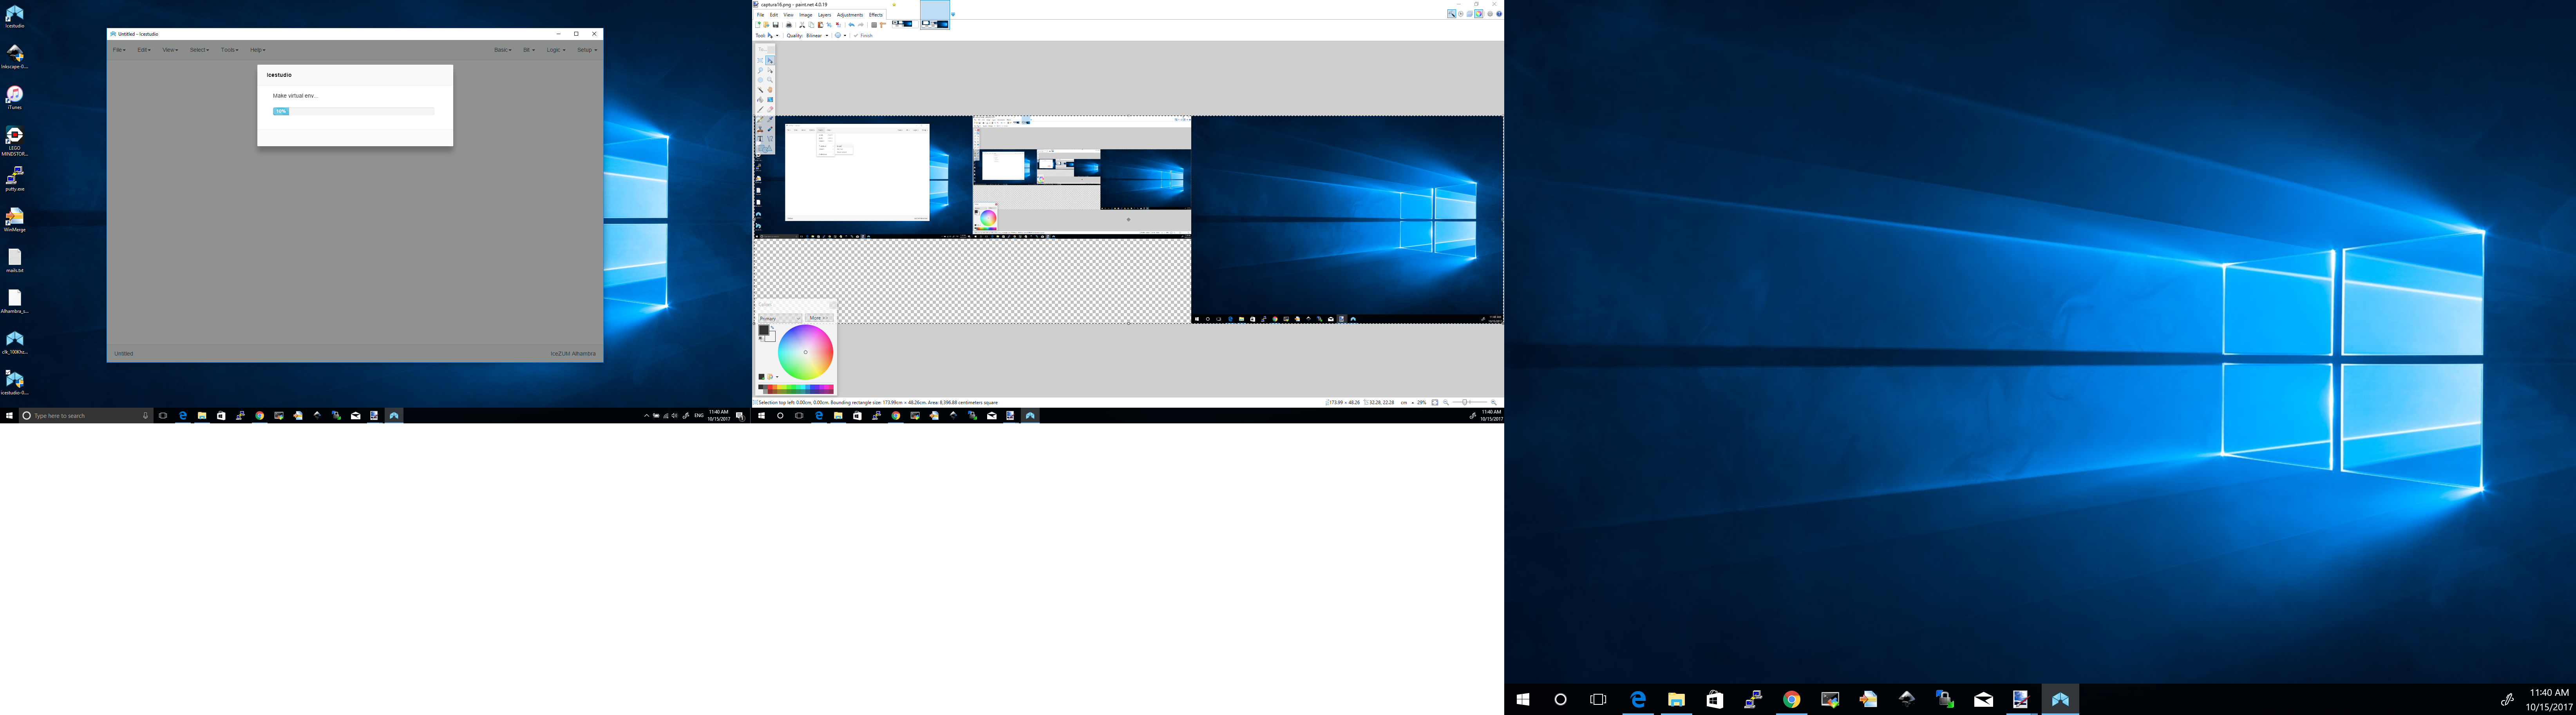 Icestudio
Inkscape-0....
iTunes
LEGO
MINDSTOR...
putty.exe
WinMerge
mails.txt
Alhambra_s...
clk_100Khz...
icestudio-0....
Untitled - Icestudio
File Edit View Select Tools Help Basic Bit Logic Setup
Icestudio
Make virtual env...
10%
Untitled IceZUM Alhambra
Type here to search
ENG
11:40 AM
10/15/2017
captura16.png - paint.net 4.0.19
File Edit View Image Layers Adjustments Effects
Tool: Quality: Bilinear Finish
Colors
Primary More >>
Selection top left: 0.00cm, 0.00cm. Bounding rectangle size: 173.99cm × 48.26cm. Area: 8,396.88 centimeters square
173.99 × 48.26 32.28, 22.28 cm 29%
11:40 AM
10/15/2017
11:40 AM
10/15/2017